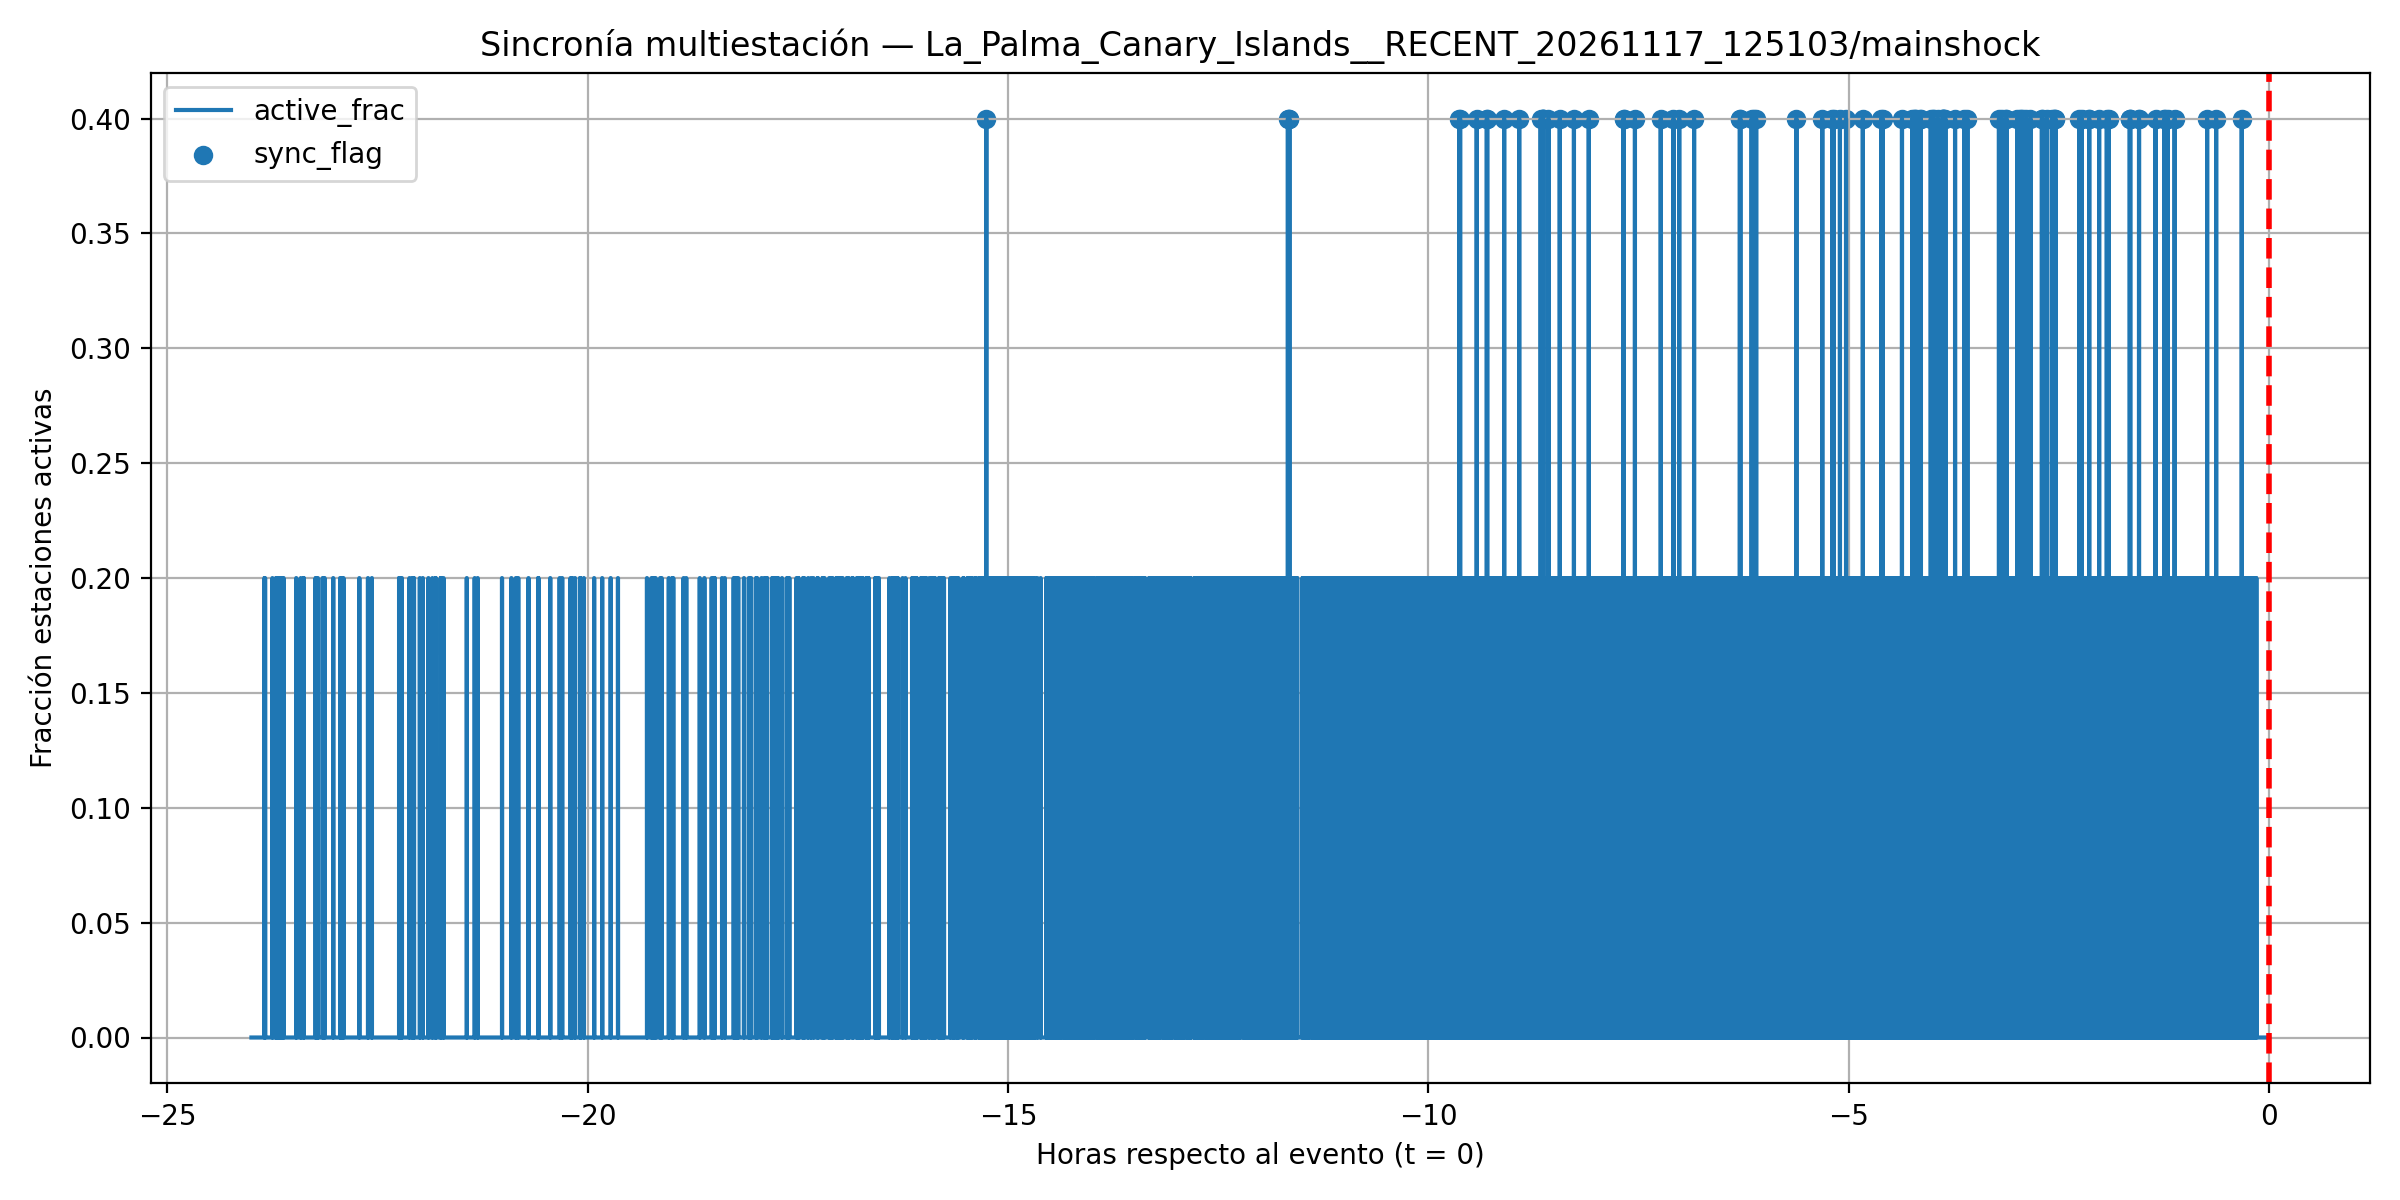 Sincronía multiestación — La_Palma_Canary_Islands__RECENT_20261117_125103/mainshock
active_frac
sync_flag
Fracción estaciones activas
0.40
0.35
0.30
0.25
0.20
0.15
0.10
0.05
0.00
−25 −20 −15 −10 −5 0
Horas respecto al evento (t = 0)